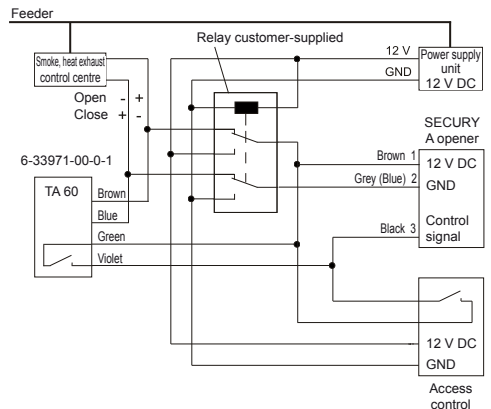 Feeder
Smoke, heat exhaust
control centre
Open - +
Close + -
Relay customer-supplied
12 V
GND
Power supply
unit
12 V DC
6-33971-00-0-1
TA 60
Brown
Blue
Green
Violet
SECURY
A opener
Brown 1
12 V DC
Grey (Blue) 2
GND
Black 3
Control
signal
12 V DC
GND
Access
control